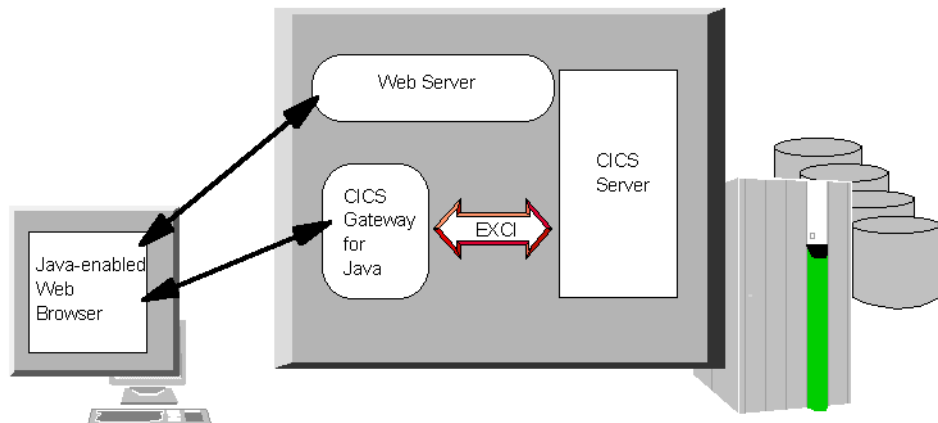 Web Server
CICS
Server
CICS
Gateway
for
Java
EXCI
Java-enabled
Web
Browser